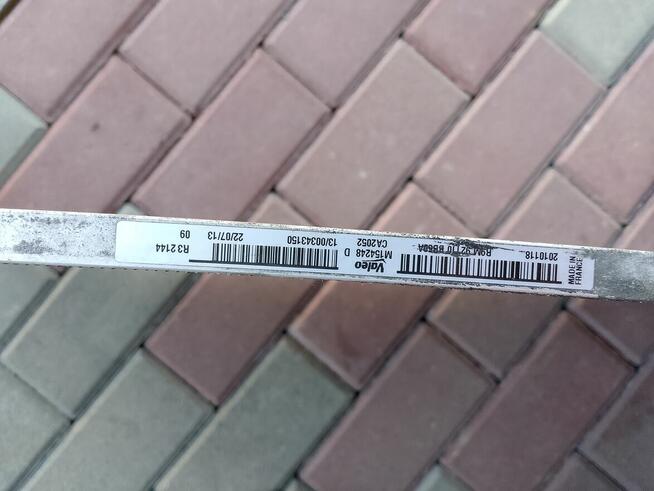 MADE IN
FRANCE
2010118...
Valeo
M154248 D
CA2052
13/00343150
22/07/13
R3 2144
09